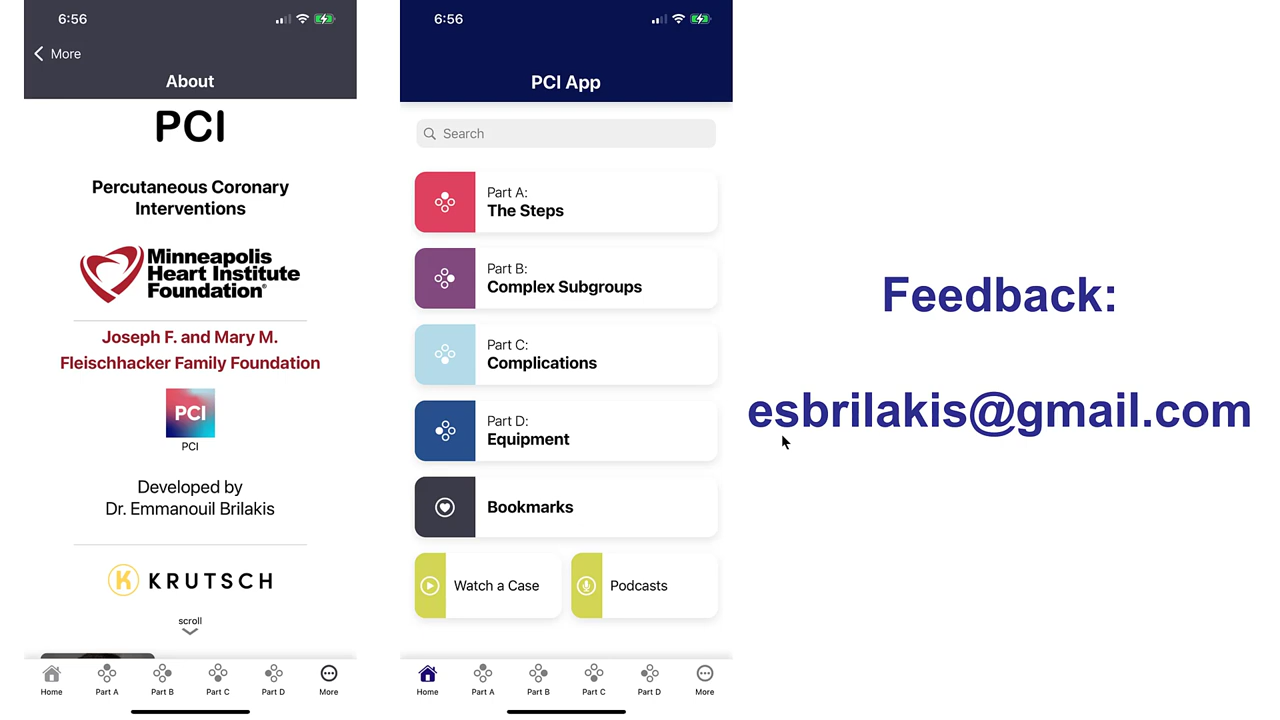 6:56
More
About
PCI
Percutaneous Coronary
Interventions
Minneapolis
Heart Institute
Foundation®
Joseph F. and Mary M.
Fleischhacker Family Foundation
PCI
PCI
Developed by
Dr. Emmanouil Brilakis
K KRUTSCH
scroll
Home Part A Part B Part C Part D More
6:56
PCI App
Search
Part A:
The Steps
Part B:
Complex Subgroups
Part C:
Complications
Part D:
Equipment
Bookmarks
Watch a Case
Podcasts
Home Part A Part B Part C Part D More
Feedback:
esbrilakis@gmail.com